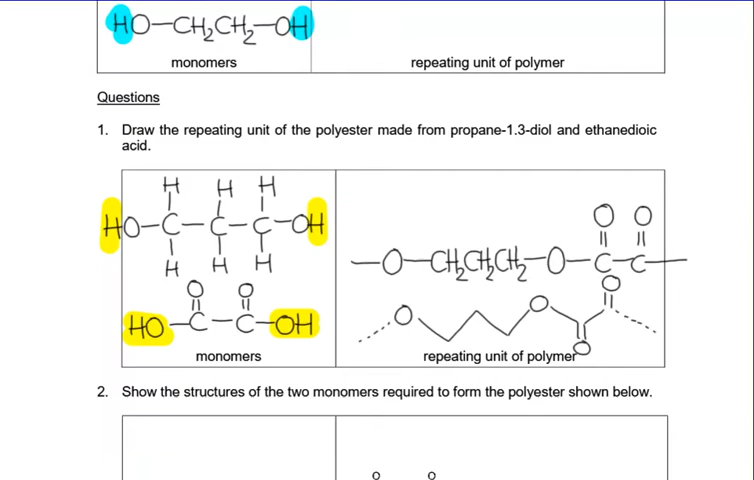 HO-CH2CH2-OH
monomers repeating unit of polymer
Questions
1. Draw the repeating unit of the polyester made from propane-1.3-diol and ethanedioic
acid.
H H H
HO-C-C-C-OH
H H H
O O
HO-C-C-OH
monomers
O O
-O-CH2CH2CH2-O-C-C-
O O O O
repeating unit of polymer
2. Show the structures of the two monomers required to form the polyester shown below.
O O